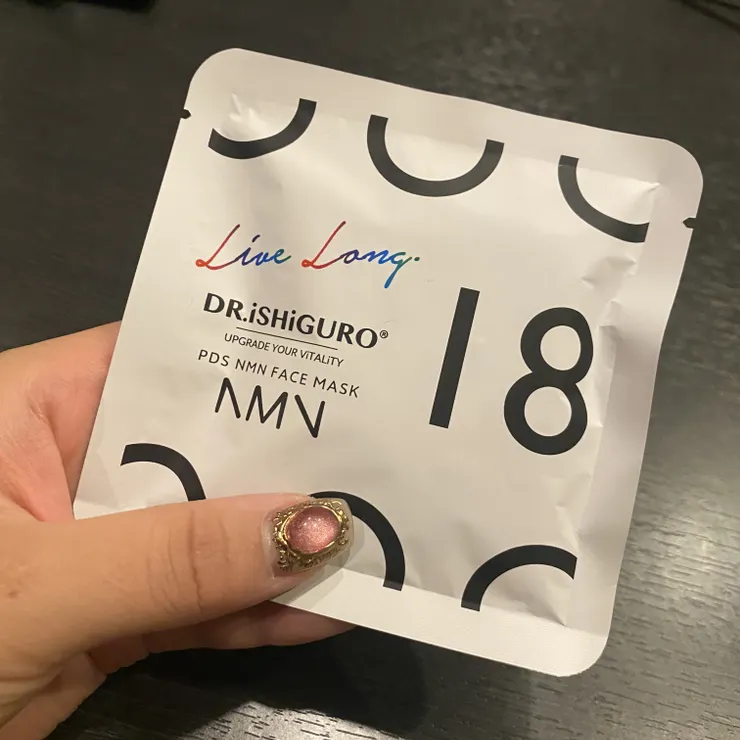 Live Long.
DR.iSHiGURO®
UPGRADE YOUR ViTALiTY
PDS NMN FACE MASK
NMN
18